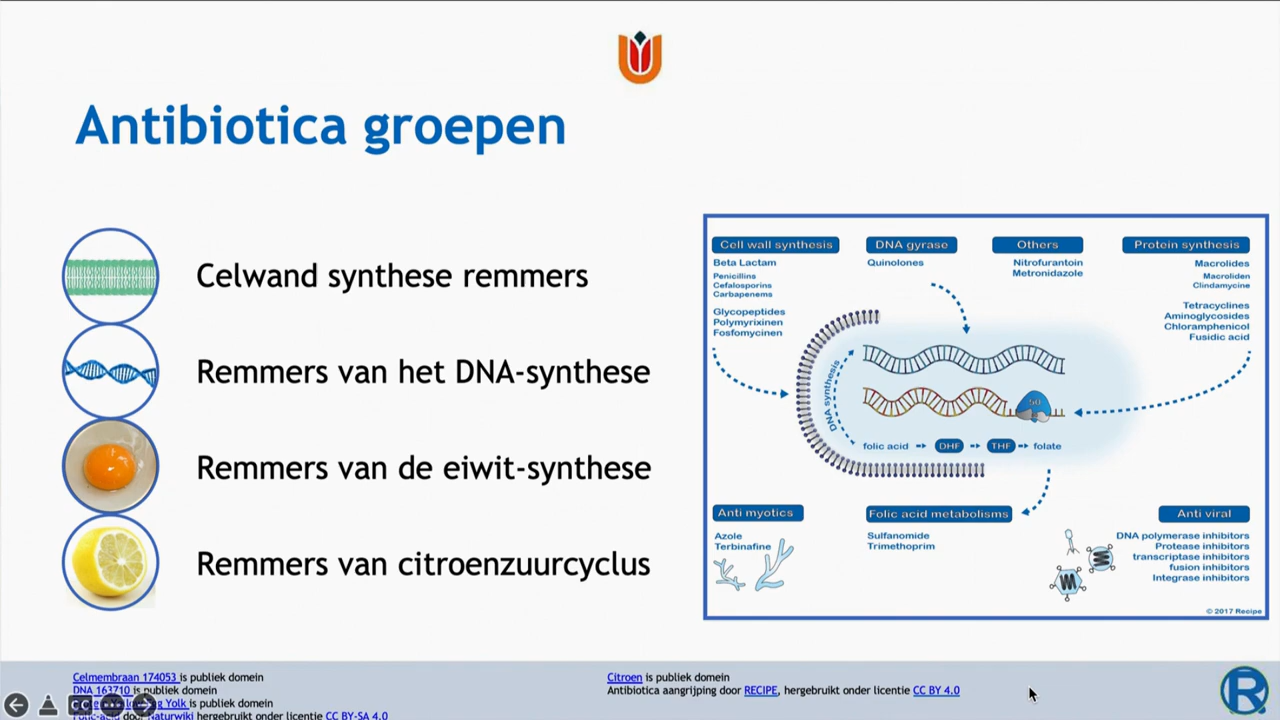 Antibiotica groepen
Celwand synthese remmers
Remmers van het DNA-synthese
Remmers van de eiwit-synthese
Remmers van citroenzuurcyclus
Cell wall synthesis
Beta Lactam
Penicillins
Cefalosporins
Carbapenems
Glycopeptides
Polymyrixinen
Fosfomycinen
DNA gyrase
Quinolones
Others
Nitrofurantoin
Metronidazole
Protein synthesis
Macrolides
Macroliden
Clindamycine
Tetracyclines
Aminoglycosides
Chloramphenicol
Fusidic acid
DNA synthesis
50
folic acid DHF THF folate
Anti myotics
Azole
Terbinafine
Folic acid metabolisms
Sulfanomide
Trimethoprim
Anti viral
DNA polymerase inhibitors
Protease inhibitors
transcriptase inhibitors
fusion inhibitors
Integrase inhibitors
© 2017 Recipe
Celmembraan 174053 is publiek domein
DNA 163710 is publiek domein
Yolk is publiek domein
Folic-acid door Naturwiki hergebruikt onder licentie CC BY-SA 4.0
Citroen is publiek domein
Antibiotica aangrijping door RECIPE, hergebruikt onder licentie CC BY 4.0
R